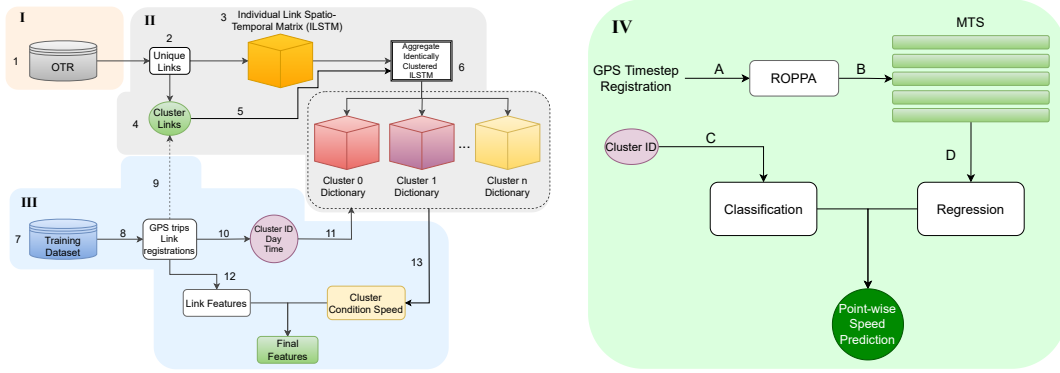 I
1
OTR
II
2
Unique
Links
3
Individual Link Spatio-
Temporal Matrix (ILSTM)
Aggregate
Identically
Clustered
ILSTM
6
4
Cluster
Links
5
Cluster 0
Dictionary
Cluster 1
Dictionary
...
Cluster n
Dictionary
9
III
7
Training
Dataset
8
GPS trips
Link
registrations
10
Cluster ID
Day
Time
11
12
13
Link Features
Cluster
Condition Speed
Final
Features
IV
MTS
GPS Timestep
Registration
A
ROPPA
B
Cluster ID
C
D
Classification
Regression
Point-wise
Speed
Prediction